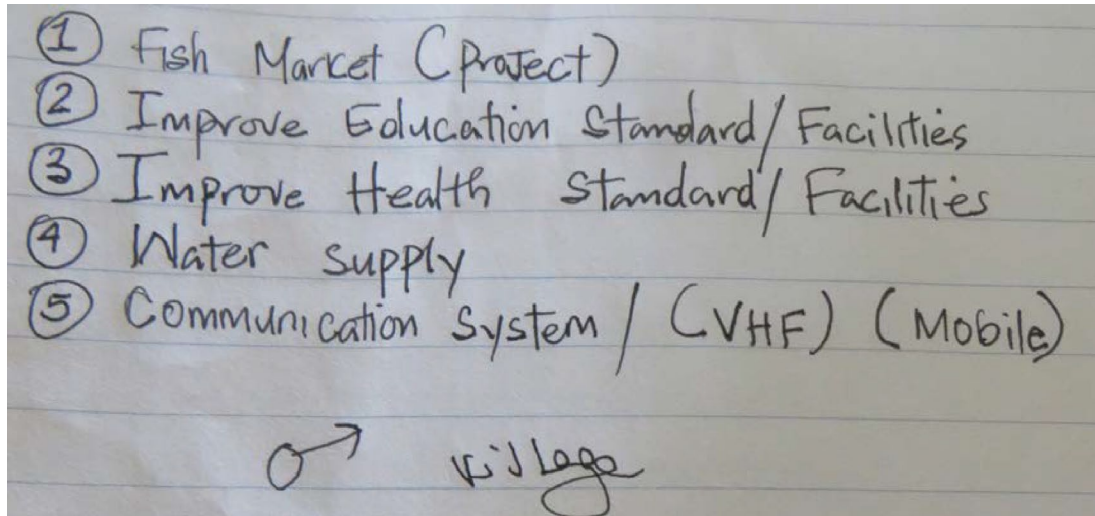 ① Fish Market (Project)
② Improve Education Standard/Facilities
③ Improve Health Standard/Facilities
④ Water supply
⑤ Communication System / (VHF) (Mobile)
♂ village